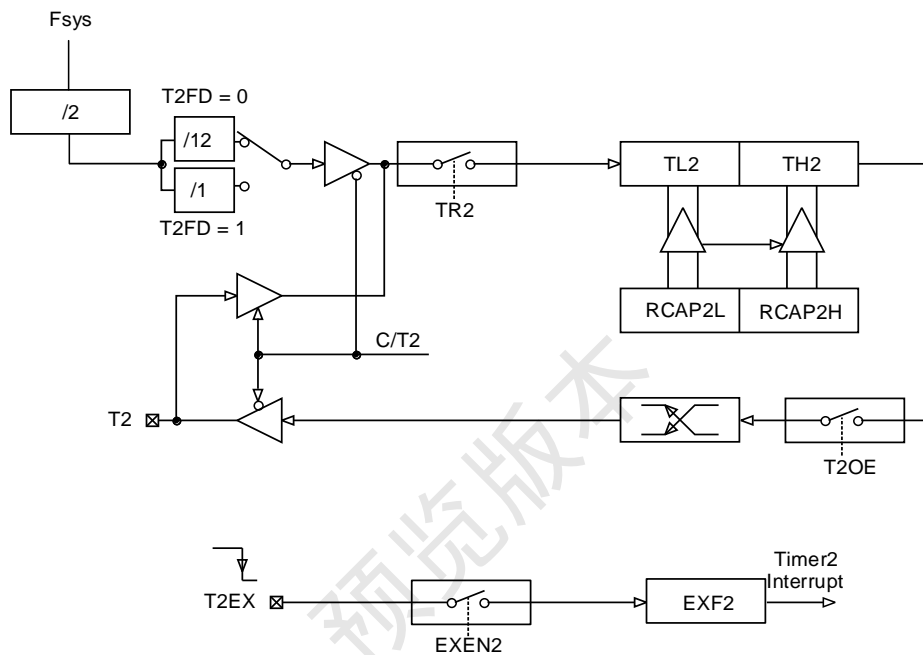 Fsys
/2
T2FD = 0
/12
/1
T2FD = 1
TR2
TL2
TH2
RCAP2L
RCAP2H
C/T2
T2
T2OE
预览版本
T2EX
EXEN2
EXF2
Timer2
Interrupt